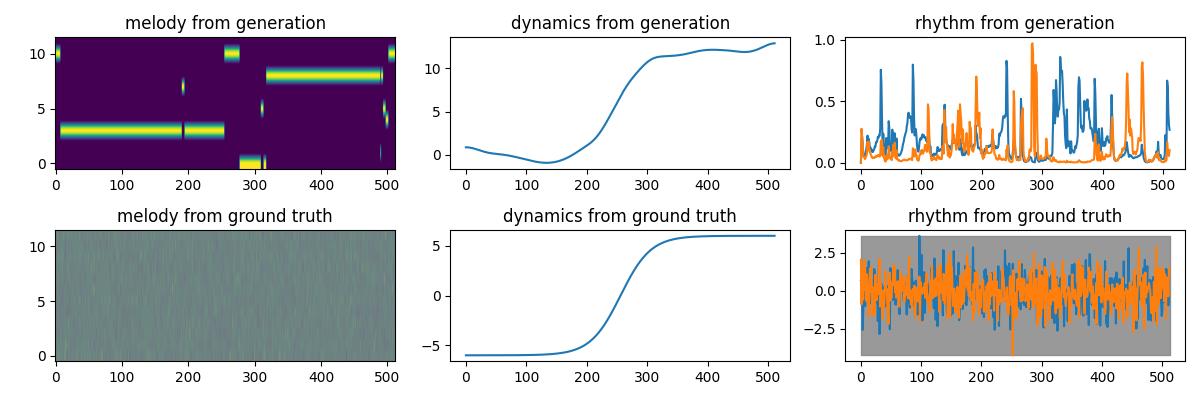 melody from generation
10
5
0
0 100 200 300 400 500
dynamics from generation
10
5
0
0 100 200 300 400 500
rhythm from generation
1.0
0.5
0.0
0 100 200 300 400 500
melody from ground truth
10
5
0
0 100 200 300 400 500
dynamics from ground truth
5
0
−5
0 100 200 300 400 500
rhythm from ground truth
2.5
0.0
−2.5
0 100 200 300 400 500